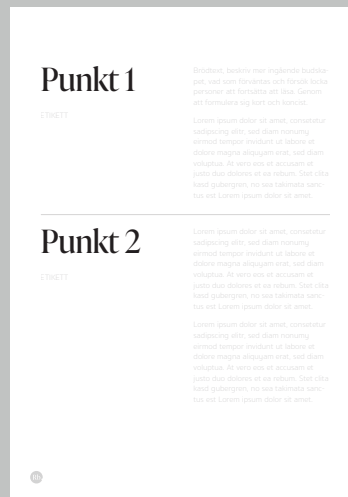 Punkt 1
ETIKETT
Brödtext, beskriv mer ingående budska-
pet, vad som förväntas och försök locka
personer att fortsätta att läsa. Genom
att formulera sig kort och koncist.
Lorem ipsum dolor sit amet, consetetur
sadipscing elitr, sed diam nonumy
eirmod tempor invidunt ut labore et
dolore magna aliquyam erat, sed diam
voluptua. At vero eos et accusam et
justo duo dolores et ea rebum. Stet clita
kasd gubergren, no sea takimata sanc-
tus est Lorem ipsum dolor sit amet
Punkt 2
ETIKETT
Lorem ipsum dolor sit amet, consetetur
sadipscing elitr, sed diam nonumy
eirmod tempor invidunt ut labore et
dolore magna aliquyam erat, sed diam
voluptua. At vero eos et accusam et
justo duo dolores et ea rebum. Stet clita
kasd gubergren, no sea takimata sanc-
tus est Lorem ipsum dolor sit amet
Lorem ipsum dolor sit amet, consetetur
sadipscing elitr, sed diam nonumy
eirmod tempor invidunt ut labore et
dolore magna aliquyam erat, sed diam
voluptua. At vero eos et accusam et
justo duo dolores et ea rebum. Stet clita
kasd gubergren, no sea takimata sanc-
tus est Lorem ipsum dolor sit amet